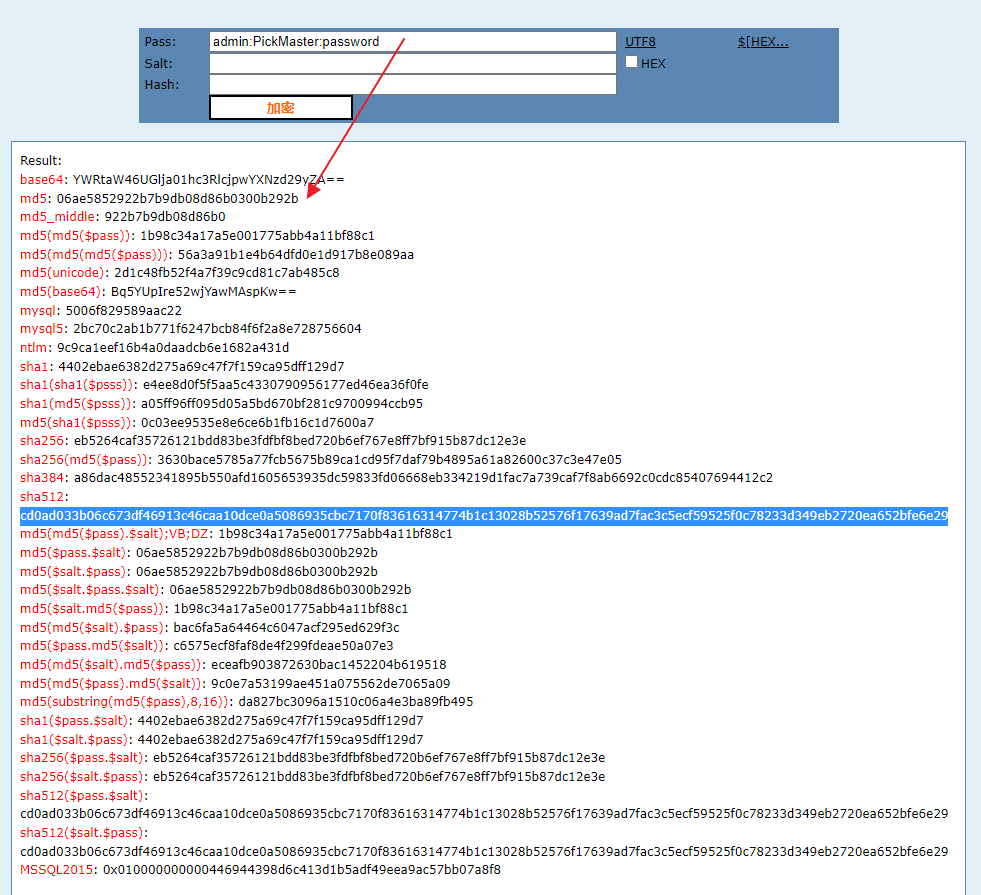 Pass: admin:PickMaster:password UTF8 $[HEX...
Salt: HEX
Hash:
加密
Result:
base64: YWRtaW46UGlja01hc3RlcjpwYXNzd29yZA==
md5: 06ae5852922b7b9db08d86b0300b292b
md5_middle: 922b7b9db08d86b0
md5(md5($pass)): 1b98c34a17a5e001775abb4a11bf88c1
md5(md5(md5($pass))): 56a3a91b1e4b64dfd0e1d917b8e089aa
md5(unicode): 2d1c48fb52f4a7f39c9cd81c7ab485c8
md5(base64): Bq5YUpIre52wjYawMAspKw==
mysql: 5006f829589aac22
mysql5: 2bc70c2ab1b771f6247bcb84f6f2a8e728756604
ntlm: 9c9ca1eef16b4a0daadcb6e1682a431d
sha1: 4402ebae6382d275a69c47f7f159ca95dff129d7
sha1(sha1($psss)): e4ee8d0f5f5aa5c4330790956177ed46ea36f0fe
sha1(md5($psss)): a05ff96ff095d05a5bd670bf281c9700994ccb95
md5(sha1($psss)): 0c03ee9535e8e6ce6b1fb16c1d7600a7
sha256: eb5264caf35726121bdd83be3fdfbf8bed720b6ef767e8ff7bf915b87dc12e3e
sha256(md5($pass)): 3630bace5785a77fcb5675b89ca1cd95f7daf79b4895a61a82600c37c3e47e05
sha384: a86dac48552341895b550afd1605653935dc59833fd06668eb334219d1fac7a739caf7f8ab6692c0cdc85407694412c2
sha512:
cd0ad033b06c673df46913c46caa10dce0a5086935cbc7170f83616314774b1c13028b52576f17639ad7fac3c5ecf59525f0c78233d349eb2720ea652bfe6e29
md5(md5($pass).$salt);VB;DZ: 1b98c34a17a5e001775abb4a11bf88c1
md5($pass.$salt): 06ae5852922b7b9db08d86b0300b292b
md5($salt.$pass): 06ae5852922b7b9db08d86b0300b292b
md5($salt.$pass.$salt): 06ae5852922b7b9db08d86b0300b292b
md5($salt.md5($pass)): 1b98c34a17a5e001775abb4a11bf88c1
md5(md5($salt).$pass): bac6fa5a64464c6047acf295ed629f3c
md5($pass.md5($salt)): c6575ecf8faf8de4f299fdeae50a07e3
md5(md5($salt).md5($pass)): eceafb903872630bac1452204b619518
md5(md5($pass).md5($salt)): 9c0e7a53199ae451a075562de7065a09
md5(substring(md5($pass),8,16)): da827bc3096a1510c06a4e3ba89fb495
sha1($pass.$salt): 4402ebae6382d275a69c47f7f159ca95dff129d7
sha1($salt.$pass): 4402ebae6382d275a69c47f7f159ca95dff129d7
sha256($pass.$salt): eb5264caf35726121bdd83be3fdfbf8bed720b6ef767e8ff7bf915b87dc12e3e
sha256($salt.$pass): eb5264caf35726121bdd83be3fdfbf8bed720b6ef767e8ff7bf915b87dc12e3e
sha512($pass.$salt):
cd0ad033b06c673df46913c46caa10dce0a5086935cbc7170f83616314774b1c13028b52576f17639ad7fac3c5ecf59525f0c78233d349eb2720ea652bfe6e29
sha512($salt.$pass):
cd0ad033b06c673df46913c46caa10dce0a5086935cbc7170f83616314774b1c13028b52576f17639ad7fac3c5ecf59525f0c78233d349eb2720ea652bfe6e29
MSSQL2015: 0x010000000000446944398d6c413d1b5adf49eea9ac57bb07a8f8